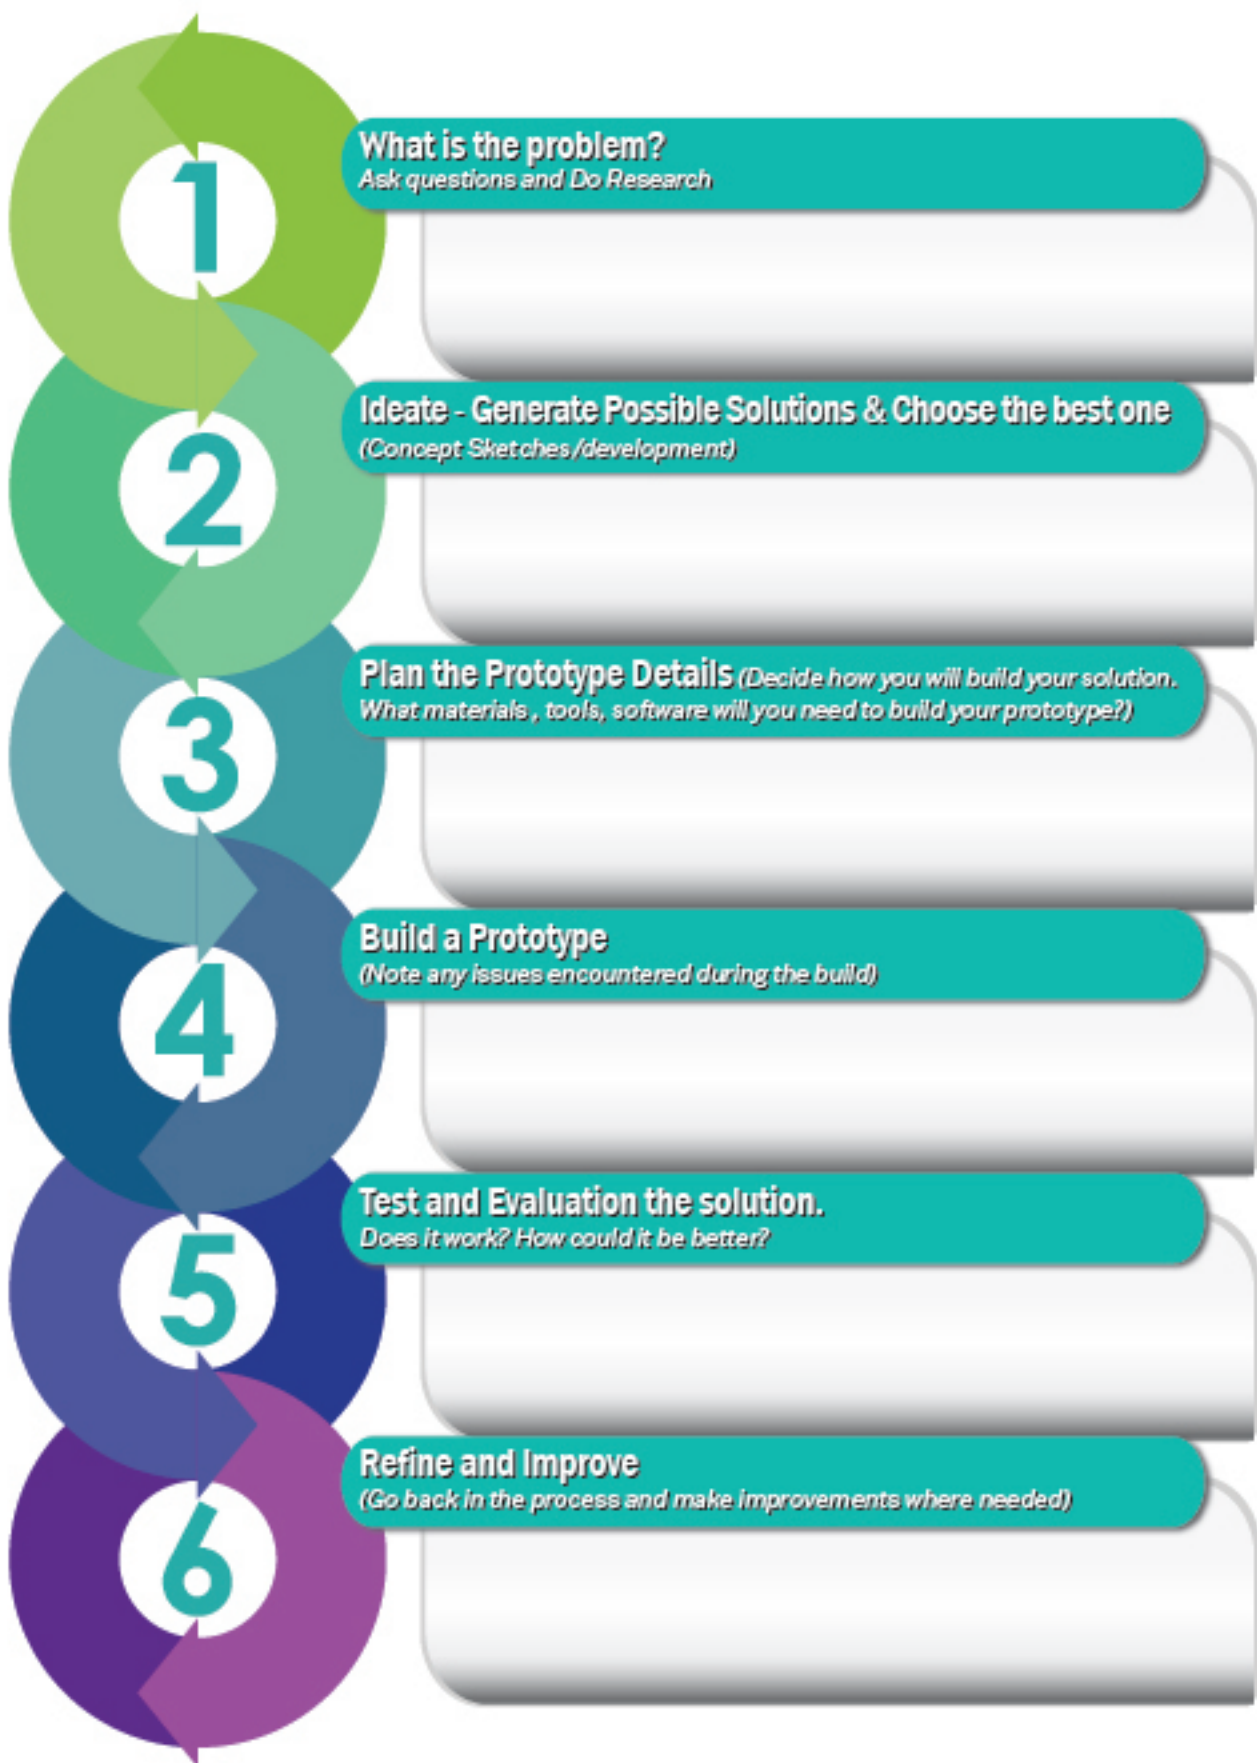 1
What is the problem?
Ask questions and Do Research
2
Ideate - Generate Possible Solutions & Choose the best one
(Concept Sketches/development)
3
Plan the Prototype Details (Decide how you will build your solution.
What materials , tools, software will you need to build your prototype?)
4
Build a Prototype
(Note any issues encountered during the build)
5
Test and Evaluation the solution.
Does it work? How could it be better?
6
Refine and Improve
(Go back in the process and make improvements where needed)